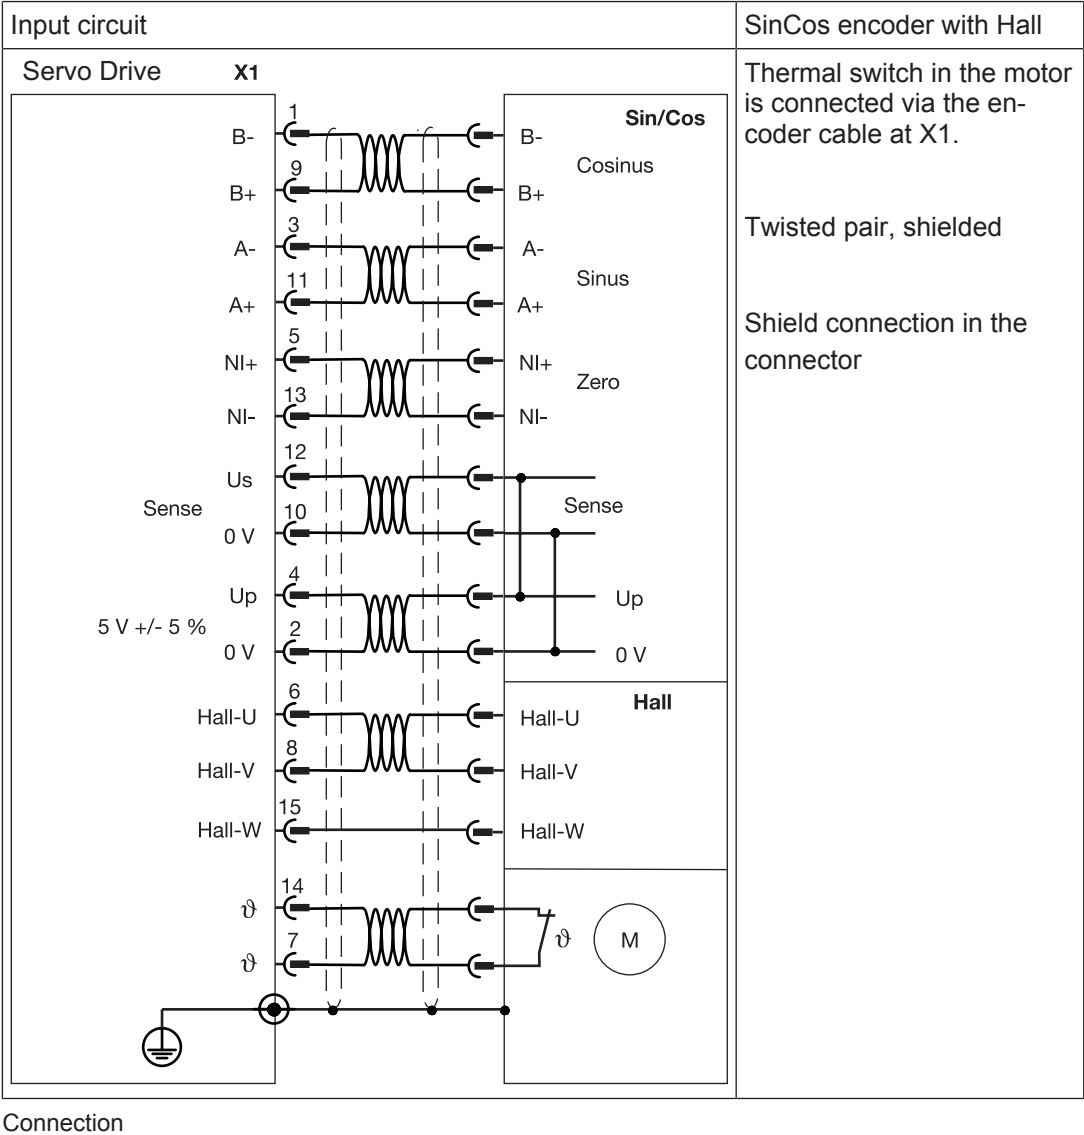 Input circuit
SinCos encoder with Hall
Servo Drive X1
Thermal switch in the motor
is connected via the en-
coder cable at X1.
Twisted pair, shielded
Shield connection in the
connector
Sin/Cos
B- 1 B-
Cosinus
B+ 9 B+
A- 3 A-
Sinus
A+ 11 A+
NI+ 5 NI+
Zero
NI- 13 NI-
Us 12
Sense Sense
0 V 10
Up 4 Up
5 V +/- 5 %
0 V 2 0 V
Hall
Hall-U 6 Hall-U
Hall-V 8 Hall-V
Hall-W 15 Hall-W
ϑ 14
ϑ M
ϑ 7
Connection